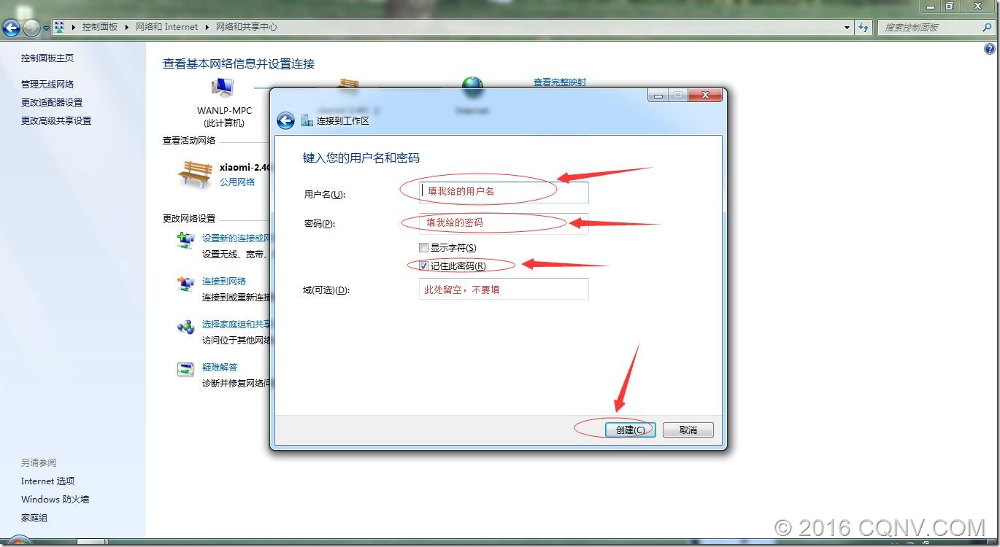 控制面板 网络和 Internet 网络和共享中心
搜索控制面板
控制面板主页
管理无线网络
更改适配器设置
更改高级共享设置
查看基本网络信息并设置连接
查看完整映射
WANLP-MPC
(此计算机)
Internet
查看活动网络
xiaomi-2.4G
公用网络
更改网络设置
设置新的连接或网
设置无线、宽带、
连接到网络
连接到或重新连接
选择家庭组和共享
访问位于其他网络
疑难解答
诊断并修复网络问
连接到工作区
键入您的用户名和密码
用户名(U):
填我给的用户名
密码(P):
填我给的密码
显示字符(S)
记住此密码(R)
域(可选)(D):
此处留空，不要填
创建(C)
取消
另请参阅
Internet 选项
Windows 防火墙
家庭组
© 2016 CQNV.COM